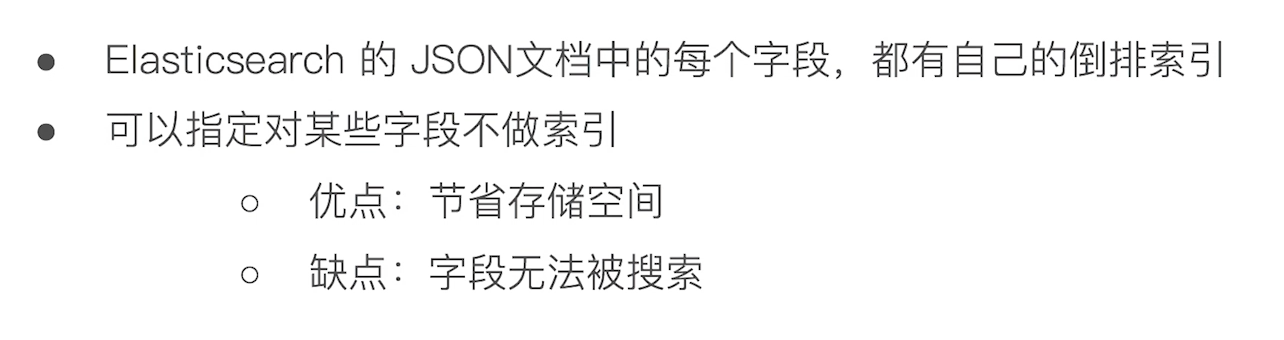 ● Elasticsearch 的 JSON文档中的每个字段，都有自己的倒排索引
● 可以指定对某些字段不做索引
○ 优点：节省存储空间
○ 缺点：字段无法被搜索